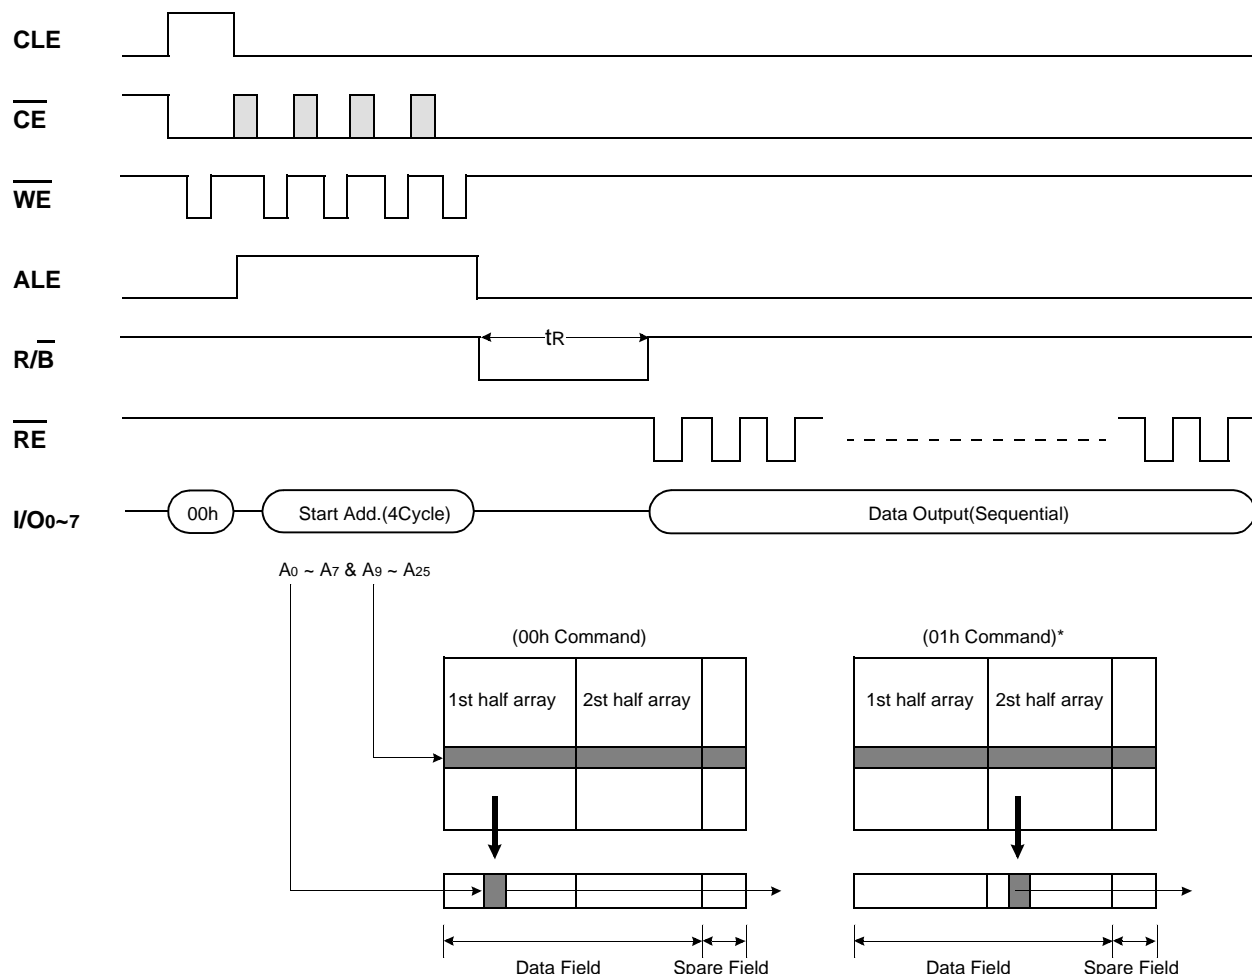 CLE
CE
WE
ALE
R/B
tR
RE
I/O0~7
00h
Start Add.(4Cycle)
Data Output(Sequential)
A0 ~ A7 & A9 ~ A25
(00h Command)
(01h Command)*
1st half array
2st half array
1st half array
2st half array
Data Field
Spare Field
Data Field
Spare Field